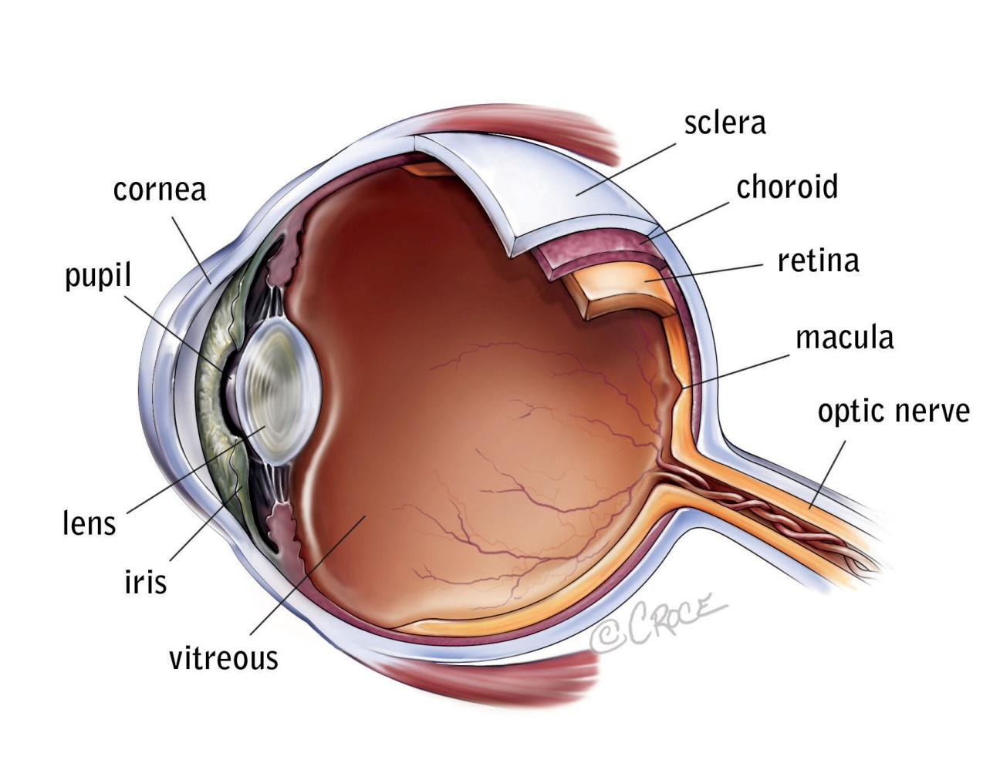 sclera
choroid
cornea
retina
pupil
macula
optic nerve
lens
iris
vitreous
©CROCE